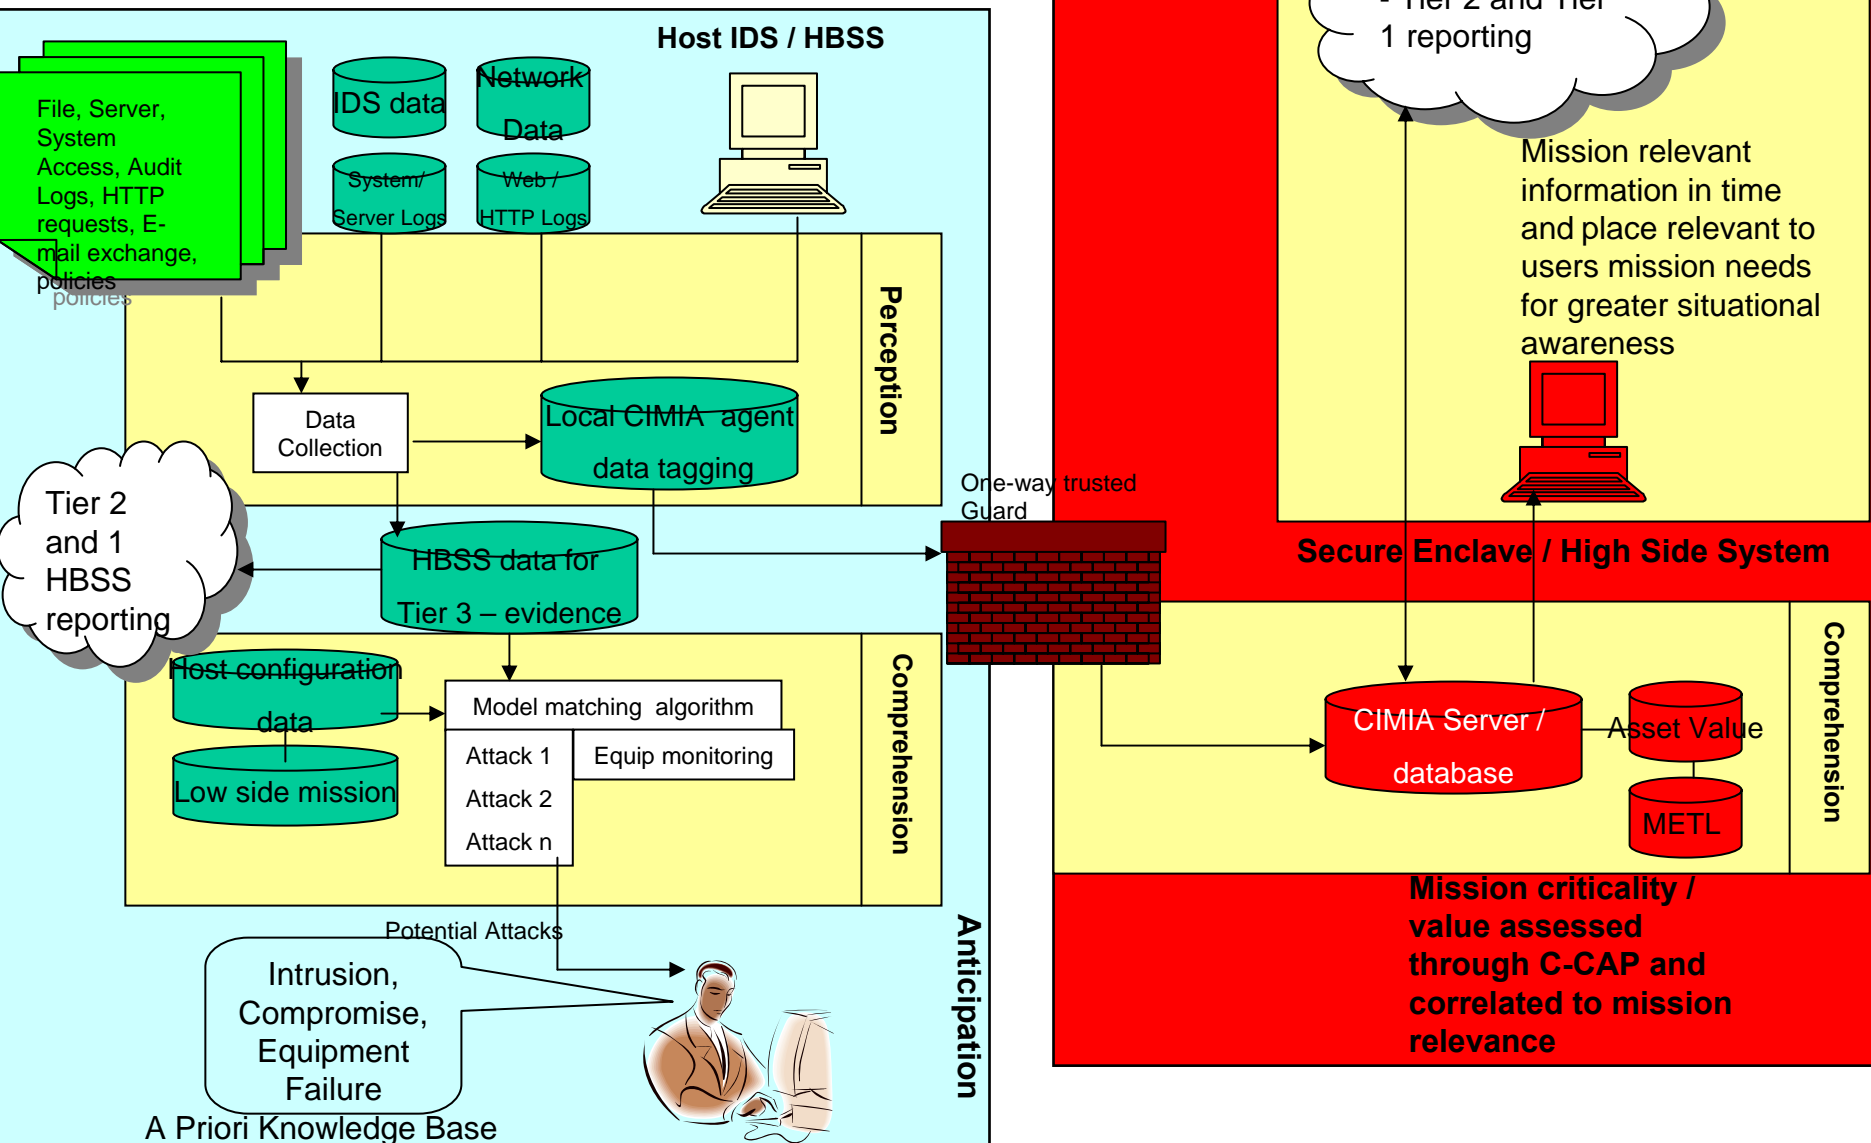 Host IDS / HBSS
File, Server,
System
Access, Audit
Logs, HTTP
requests, E-
mail exchange,
policies
policies
IDS data
Network
Data
System/
Server Logs
Web /
HTTP Logs
Perception
Data
Collection
Local CIMIA  agent
data tagging
Tier 2
and 1
HBSS
reporting
HBSS data for
Tier 3 – evidence
One-way trusted
Guard
Host configuration
data
Low side mission
Model matching  algorithm
Attack 1
Attack 2
Attack n
Equip monitoring
Comprehension
Potential Attacks
Intrusion,
Compromise,
Equipment
Failure
A Priori Knowledge Base
Anticipation
- Tier 2 and Tier
1 reporting
Mission relevant
information in time
and place relevant to
users mission needs
for greater situational
awareness
Secure Enclave / High Side System
CIMIA Server /
database
Asset Value
METL
Comprehension
Mission criticality /
value assessed
through C-CAP and
correlated to mission
relevance